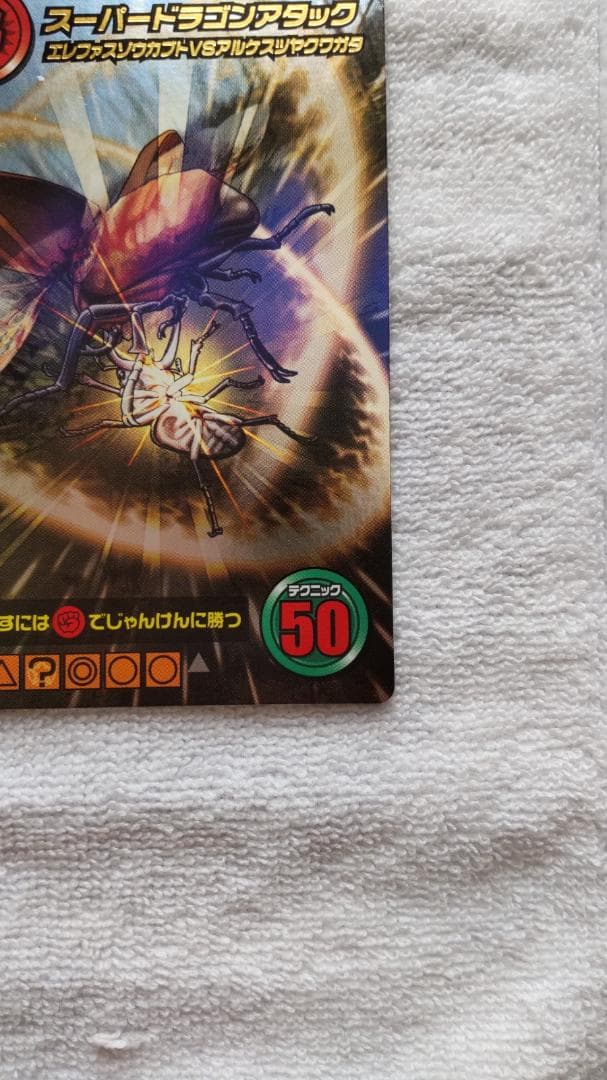 スーパードラゴンアタック
エレファスゾウカブトVSアルケスツヤクワガタ
すには でじゃんけんに勝つ
テクニック
50
?